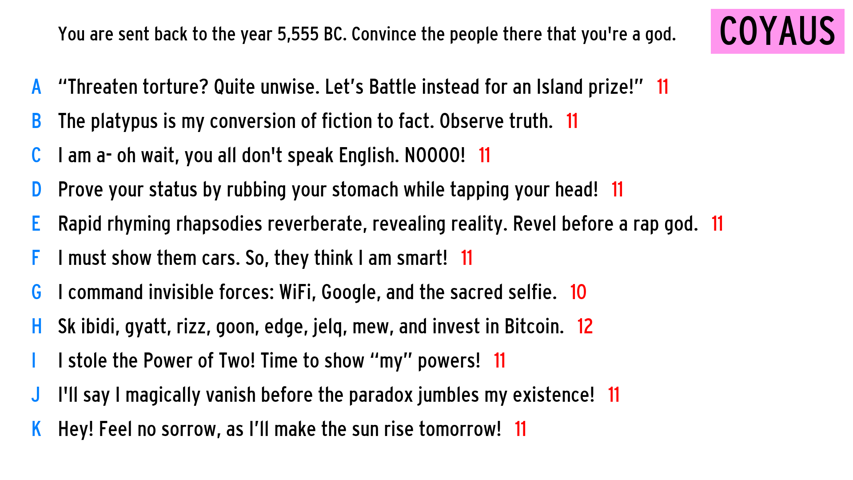 You are sent back to the year 5,555 BC. Convince the people there that you're a god.
COYAUS
A “Threaten torture? Quite unwise. Let’s Battle instead for an Island prize!” 11
B The platypus is my conversion of fiction to fact. Observe truth. 11
C I am a- oh wait, you all don't speak English. NOOOO! 11
D Prove your status by rubbing your stomach while tapping your head! 11
E Rapid rhyming rhapsodies reverberate, revealing reality. Revel before a rap god. 11
F I must show them cars. So, they think I am smart! 11
G I command invisible forces: WiFi, Google, and the sacred selfie. 10
H Sk ibidi, gyatt, rizz, goon, edge, jelq, mew, and invest in Bitcoin. 12
I I stole the Power of Two! Time to show “my” powers! 11
J I'll say I magically vanish before the paradox jumbles my existence! 11
K Hey! Feel no sorrow, as I’ll make the sun rise tomorrow! 11